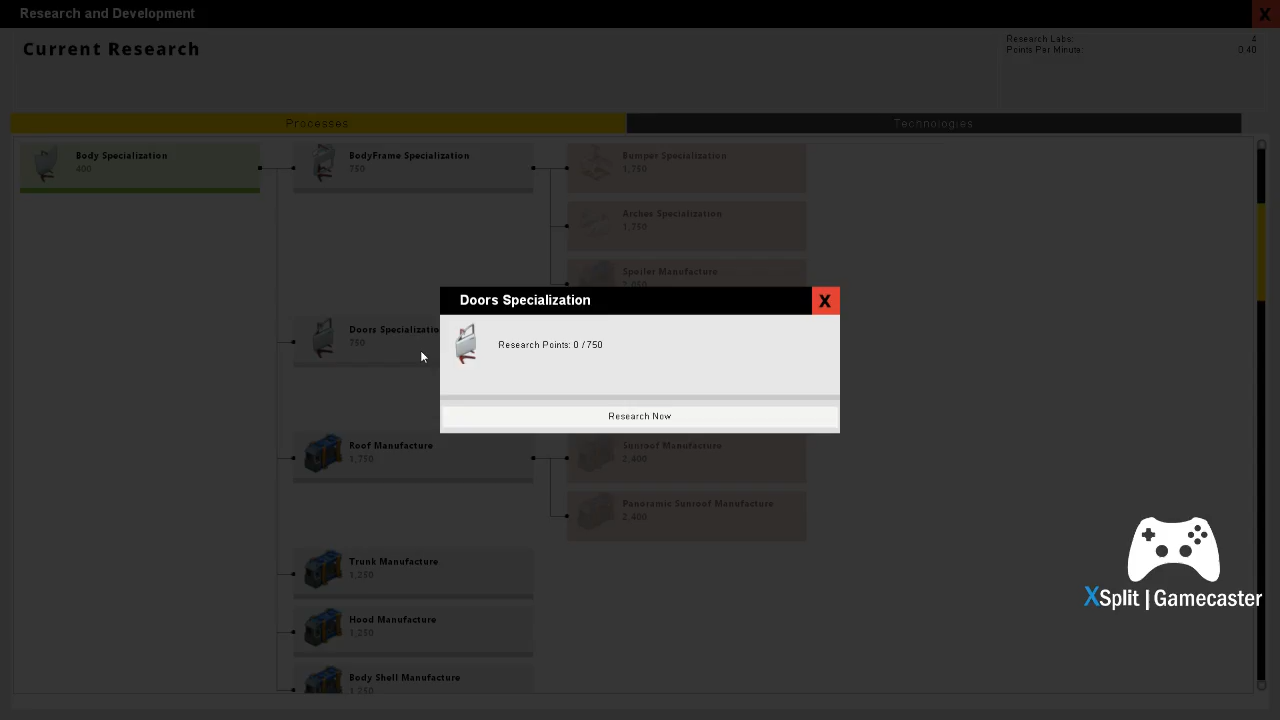 Research and Development
X
Current Research
Research Labs: 4
Points Per Minute: 0.40
Processes
Technologies
Body Specialization
400
BodyFrame Specialization
750
Bumper Specialization
1,750
Arches Specialization
1,750
Spoiler Manufacture
Doors Specialization
X
Research Points: 0 / 750
Research Now
Doors Specializatio
750
Roof Manufacture
1,750
Sunroof Manufacture
2,400
Panoramic Sunroof Manufacture
2,400
Trunk Manufacture
1,250
Hood Manufacture
1,250
Body Shell Manufacture
1,250
XSplit | Gamecaster